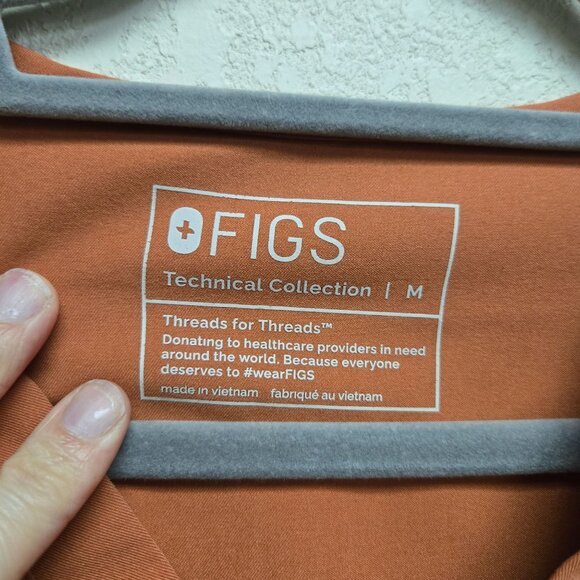 FIGS
Technical Collection | M
Threads for Threads™
Donating to healthcare providers in need
around the world. Because everyone
deserves to #wearFIGS
made in vietnam fabriqué au vietnam